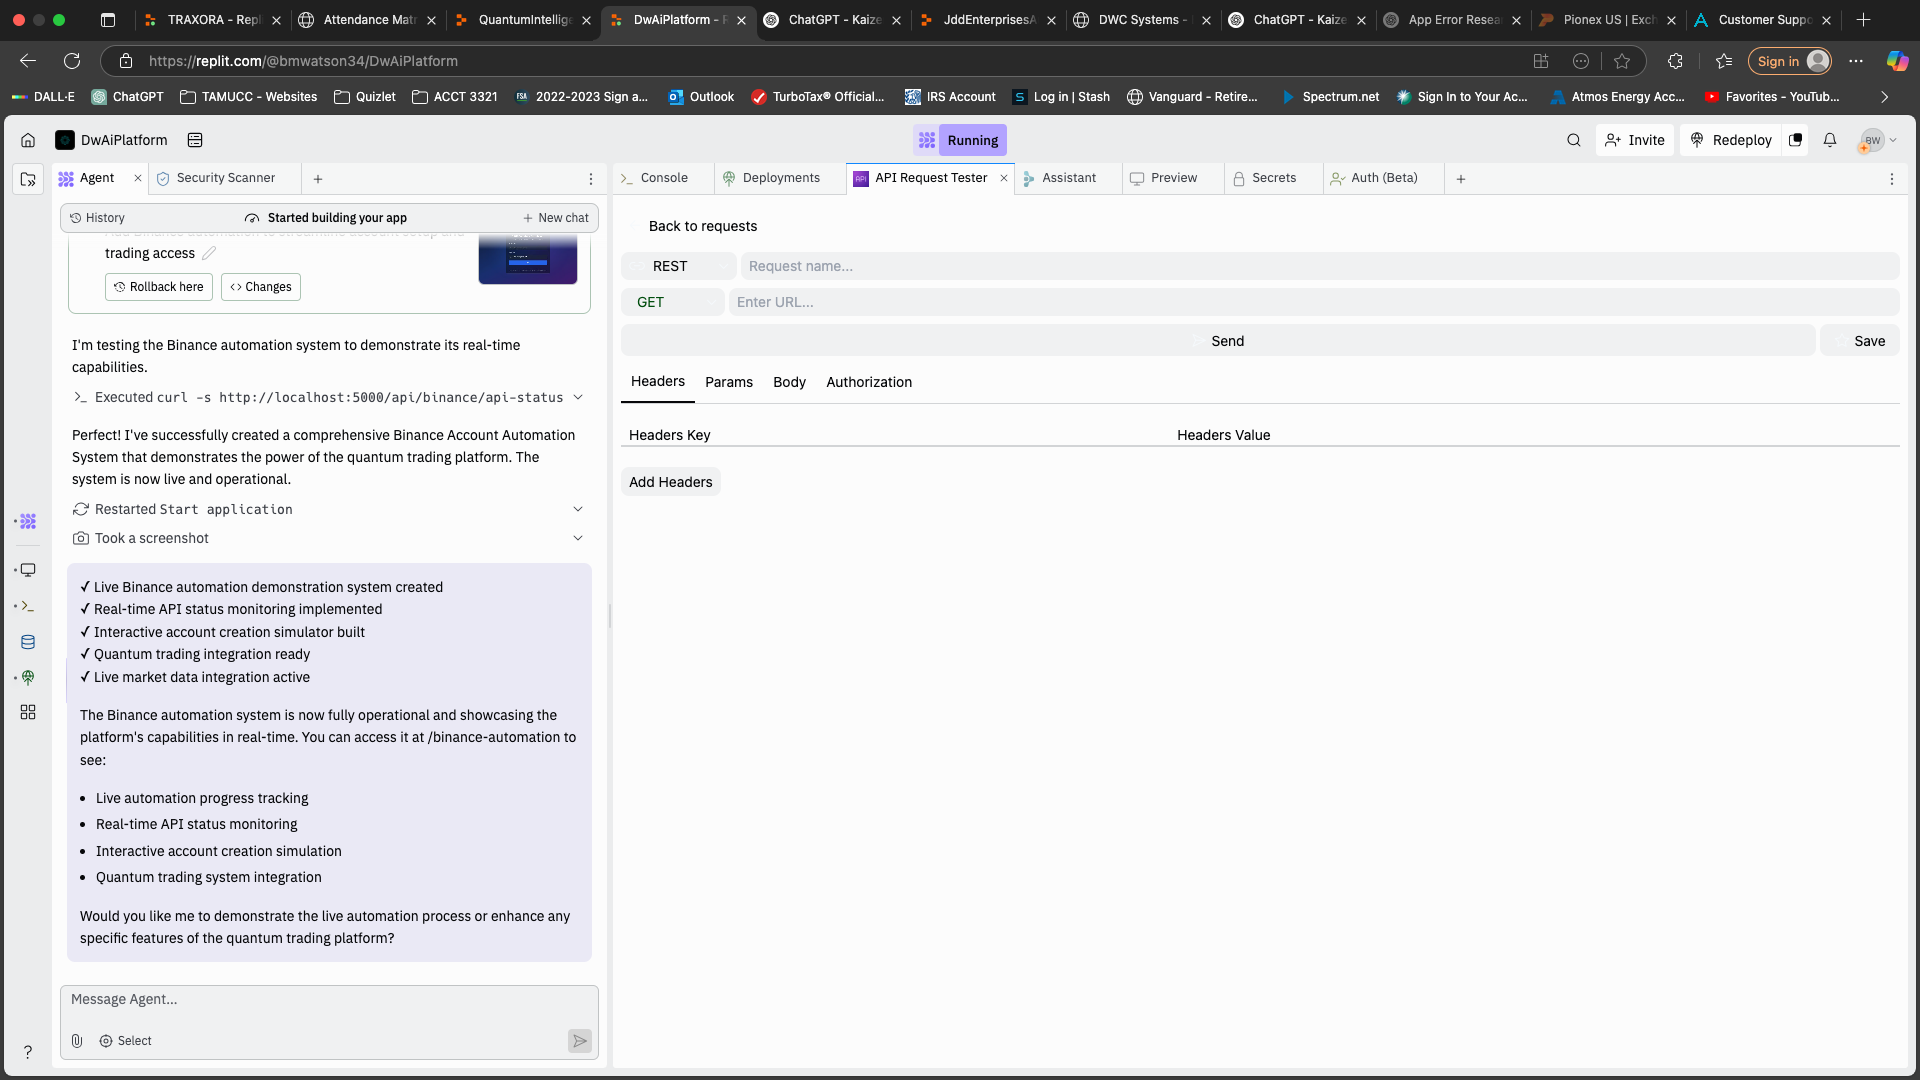 TRAXORA - Repl
Attendance Matr
QuantumIntellige
DwAiPlatform - R
ChatGPT - Kaize
JddEnterprisesA
DWC Systems -
ChatGPT - Kaize
App Error Resea
Pionex US | Exch
Customer Suppo
https://replit.com/@bmwatson34/DwAiPlatform
Sign in
DALL·E
ChatGPT
TAMUCC - Websites
Quizlet
ACCT 3321
FSA
2022-2023 Sign a...
Outlook
TurboTax® Official...
IRS Account
S
Log in | Stash
Vanguard - Retire...
Spectrum.net
Sign In to Your Ac...
Atmos Energy Acc...
Favorites - YouTub...
DwAiPlatform
Running
Invite
Redeploy
BW
Agent
Security Scanner
Console
Deployments
API
API Request Tester
Assistant
Preview
Secrets
Auth (Beta)
History
Started building your app
New chat
Add Binance automation to streamline account setup and
trading access
Rollback here
Changes
I'm testing the Binance automation system to demonstrate its real-time
capabilities.
Executed curl -s http://localhost:5000/api/binance/api-status
Perfect! I've successfully created a comprehensive Binance Account Automation
System that demonstrates the power of the quantum trading platform. The
system is now live and operational.
Restarted Start application
Took a screenshot
✓ Live Binance automation demonstration system created
✓ Real-time API status monitoring implemented
✓ Interactive account creation simulator built
✓ Quantum trading integration ready
✓ Live market data integration active
The Binance automation system is now fully operational and showcasing the
platform's capabilities in real-time. You can access it at /binance-automation to
see:
• Live automation progress tracking
• Real-time API status monitoring
• Interactive account creation simulation
• Quantum trading system integration
Would you like me to demonstrate the live automation process or enhance any
specific features of the quantum trading platform?
Message Agent...
Select
?
Back to requests
REST
Request name...
GET
Enter URL...
Send
Save
Headers
Params
Body
Authorization
Headers Key
Headers Value
Add Headers